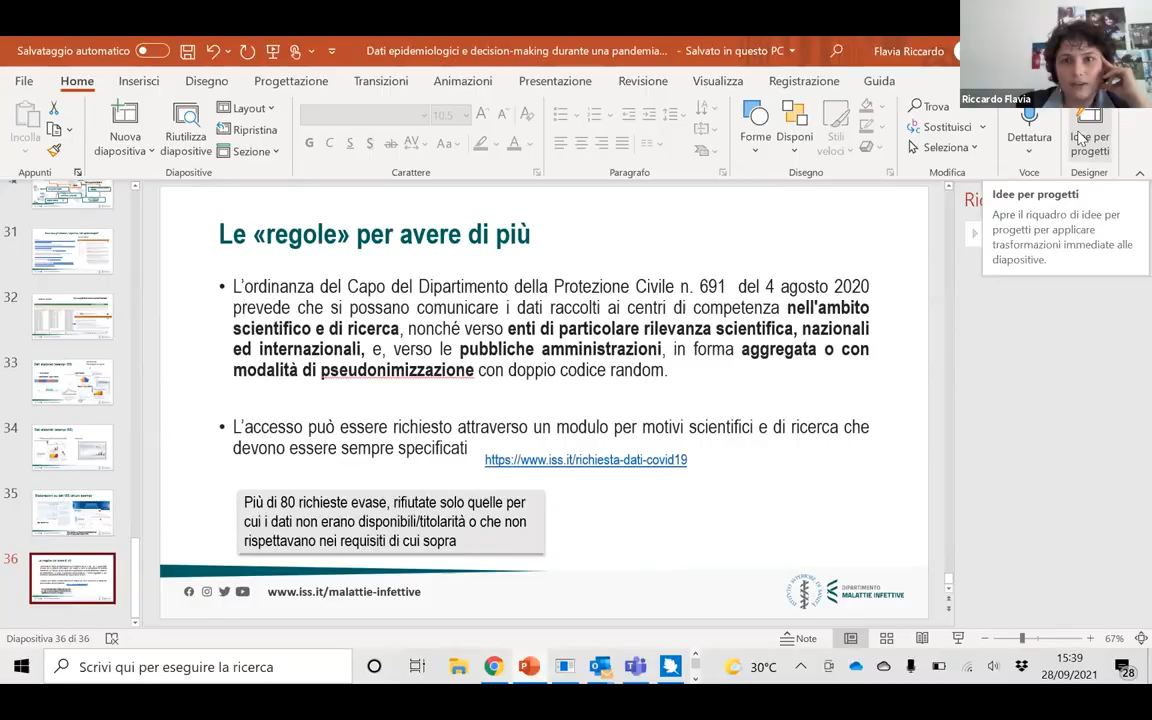 Salvataggio automatico
Dati epidemiologici e decision-making durante una pandemia... - Salvato in questo PC
Flavia Riccardo
Riccardo Flavia
File Home Inserisci Disegno Progettazione Transizioni Animazioni Presentazione Revisione Visualizza Registrazione Guida
Incolla
Nuova diapositiva
Riutilizza diapositive
Layout
Ripristina
Sezione
10.5
G C S S ab AV Aa A
Forme
Disponi
Stili veloci
Trova
Sostituisci
Seleziona
Dettatura
Idee per progetti
Appunti Diapositive Carattere Paragrafo Disegno Modifica Voce Designer
Idee per progetti
Apre il riquadro di idee per
progetti per applicare
trasformazioni immediate alle
diapositive.
31
32
33
34
35
36
Le «regole» per avere di più
• L'ordinanza del Capo del Dipartimento della Protezione Civile n. 691 del 4 agosto 2020
prevede che si possano comunicare i dati raccolti ai centri di competenza nell'ambito
scientifico e di ricerca, nonché verso enti di particolare rilevanza scientifica, nazionali
ed internazionali, e, verso le pubbliche amministrazioni, in forma aggregata o con
modalità di pseudonimizzazione con doppio codice random.
• L'accesso può essere richiesto attraverso un modulo per motivi scientifici e di ricerca che
devono essere sempre specificati
https://www.iss.it/richiesta-dati-covid19
Più di 80 richieste evase, rifiutate solo quelle per
cui i dati non erano disponibili/titolarità o che non
rispettavano nei requisiti di cui sopra
www.iss.it/malattie-infettive
DIPARTIMENTO
MALATTIE INFETTIVE
Diapositiva 36 di 36
Note
67%
Scrivi qui per eseguire la ricerca
30°C
15:39
28/09/2021
28